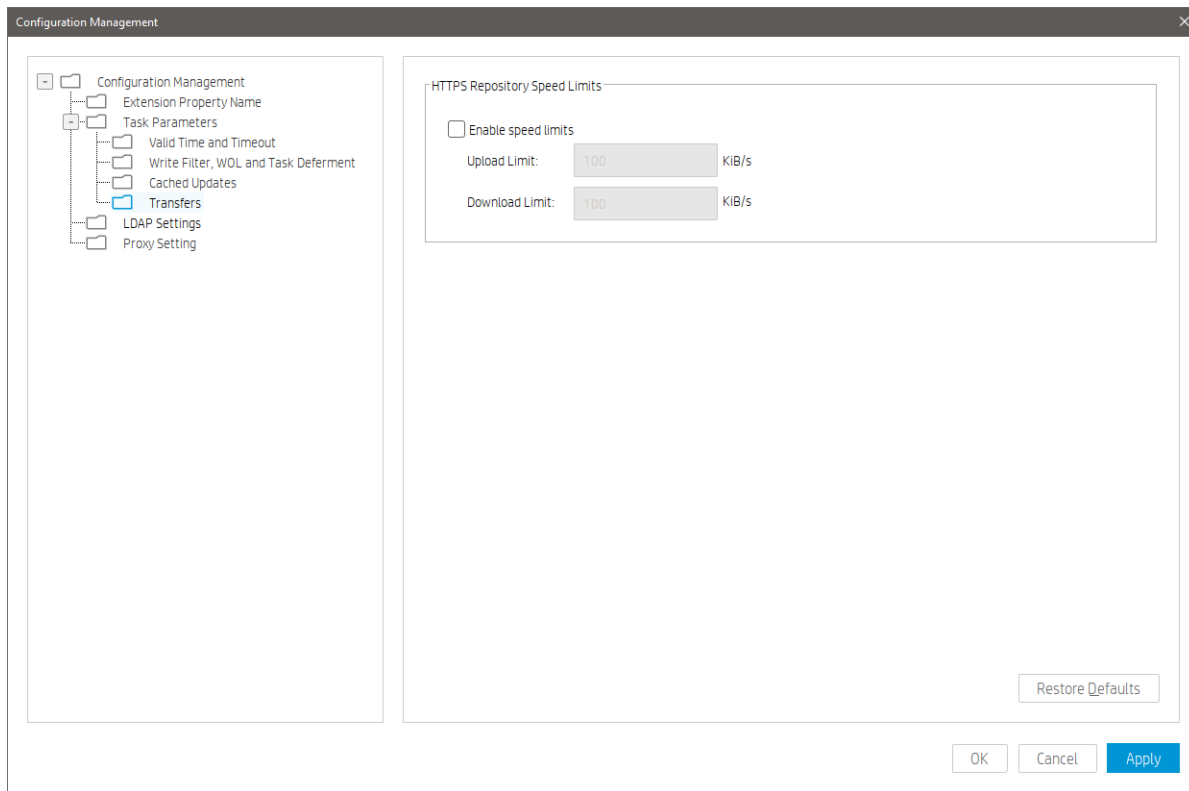 Configuration Management
Configuration Management
Extension Property Name
Task Parameters
Valid Time and Timeout
Write Filter, WOL and Task Deferment
Cached Updates
Transfers
LDAP Settings
Proxy Setting
HTTPS Repository Speed Limits
Enable speed limits
Upload Limit: 100 KiB/s
Download Limit: 100 KiB/s
Restore Defaults
OK Cancel Apply